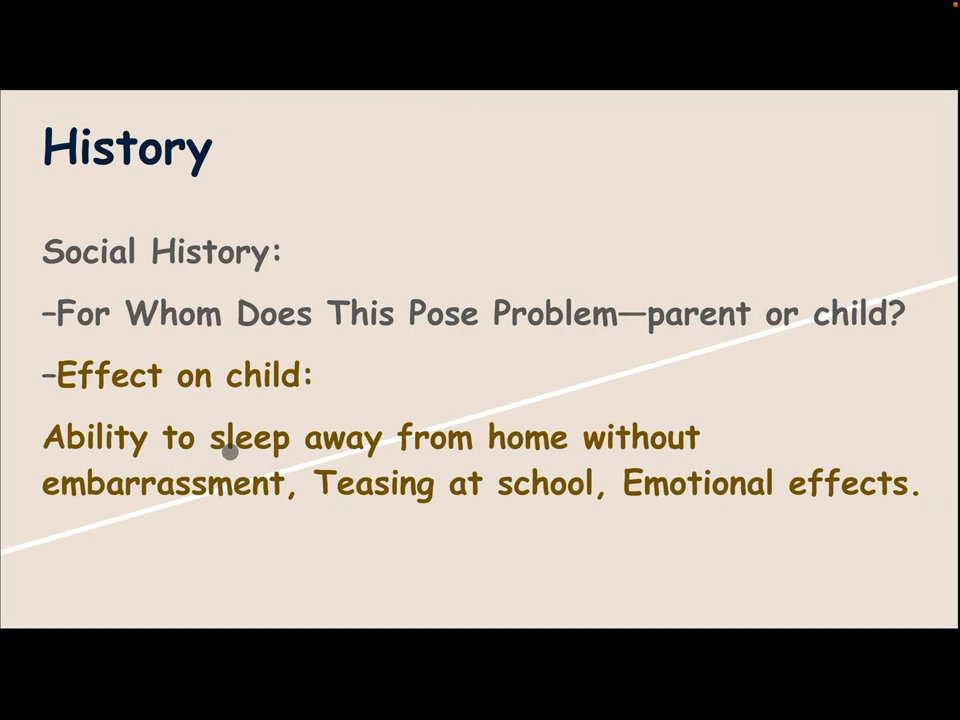 History
Social History:
–For Whom Does This Pose Problem—parent or child?
–Effect on child:
Ability to sleep away from home without
embarrassment, Teasing at school, Emotional effects.